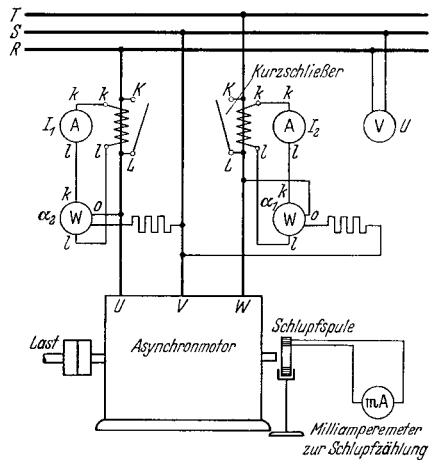 T
S
R
k k K
K k k
Kurzschließer
I₁ A
A I₂
V U
l l L
L l l
k
k
α₂ W o
α₁ W o
l
l
U V W
Schlupfspule
Last
Asynchronmotor
mA
Milliamperemeter
zur Schlupfzählung